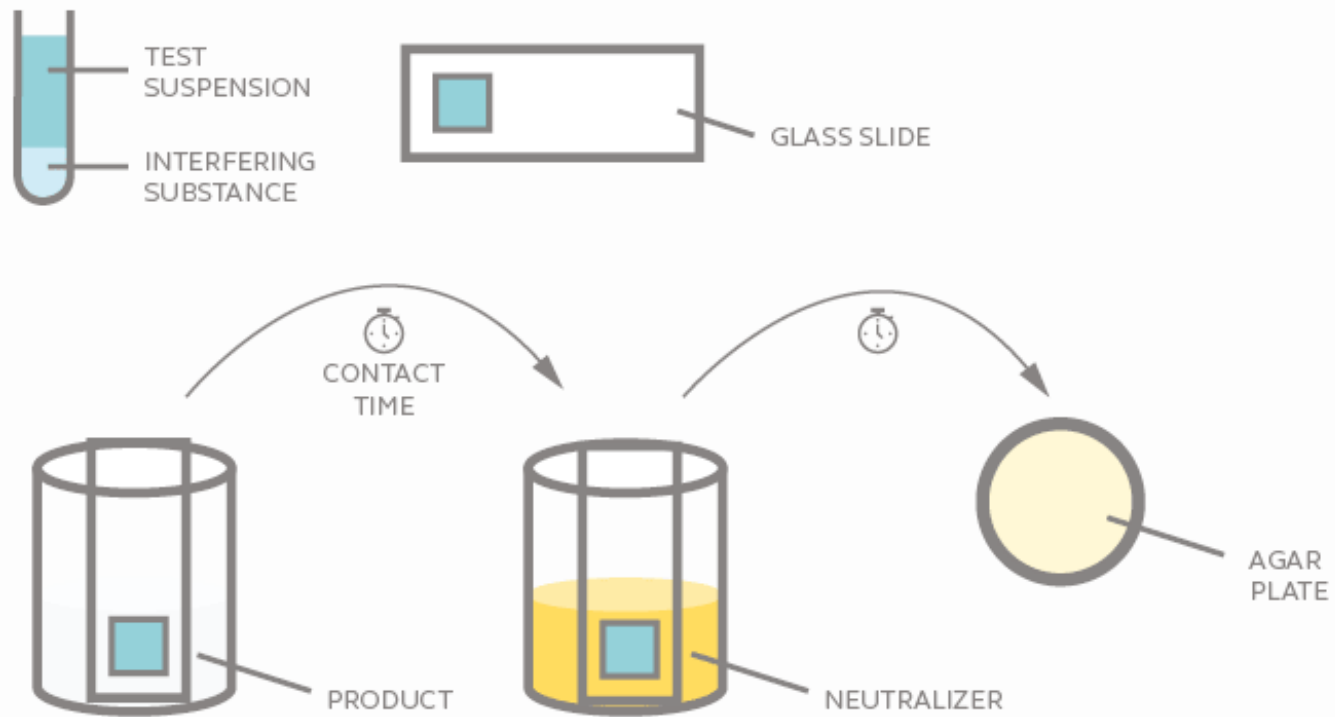 TEST
SUSPENSION
INTERFERING
SUBSTANCE
GLASS SLIDE
CONTACT
TIME
PRODUCT
NEUTRALIZER
AGAR
PLATE